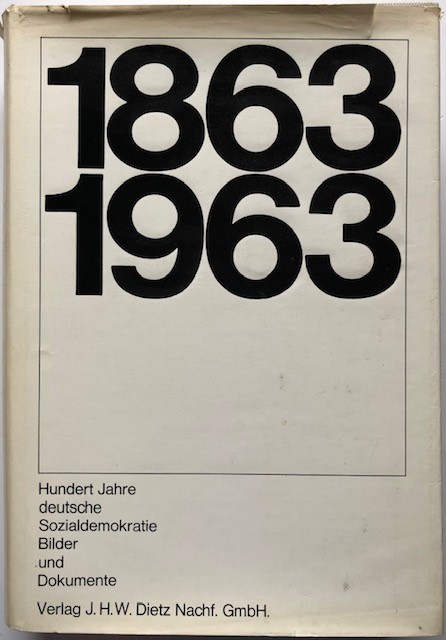 1863
1963
Hundert Jahre
deutsche
Sozialdemokratie
Bilder
und
Dokumente
Verlag J. H. W. Dietz Nachf. GmbH.